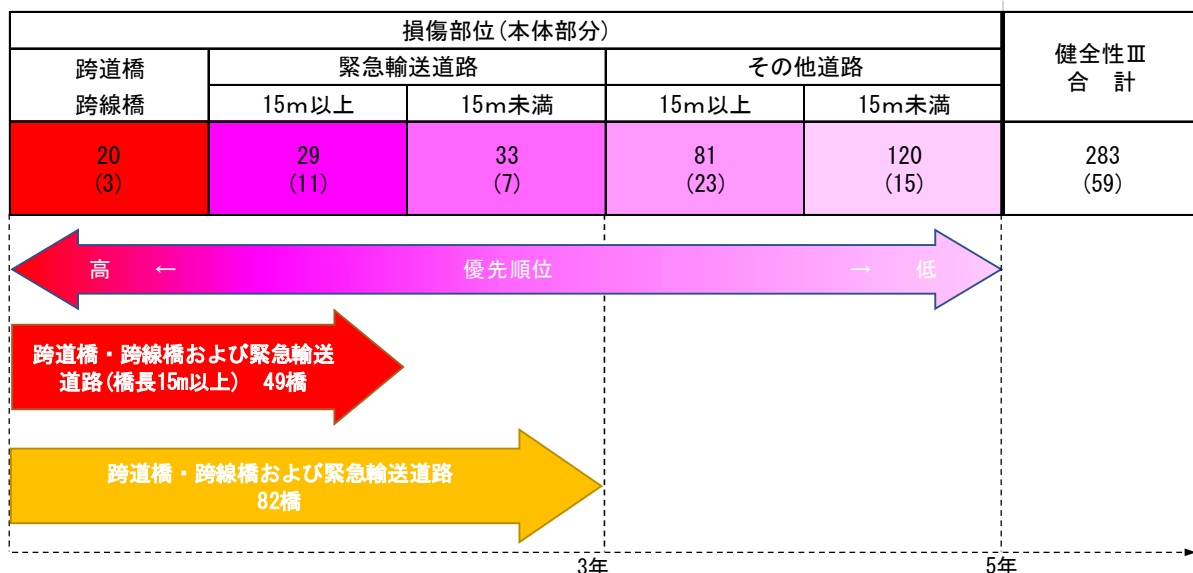 損傷部位(本体部分)
健全性Ⅲ
合　計
跨道橋
跨線橋
緊急輸送道路
その他道路
15m以上
15m未満
15m以上
15m未満
20
(3)
29
(11)
33
(7)
81
(23)
120
(15)
283
(59)
高　←　優先順位　→　低
跨道橋・跨線橋および緊急輸送
道路(橋長15m以上)　49橋
跨道橋・跨線橋および緊急輸送道路
82橋
3年
5年